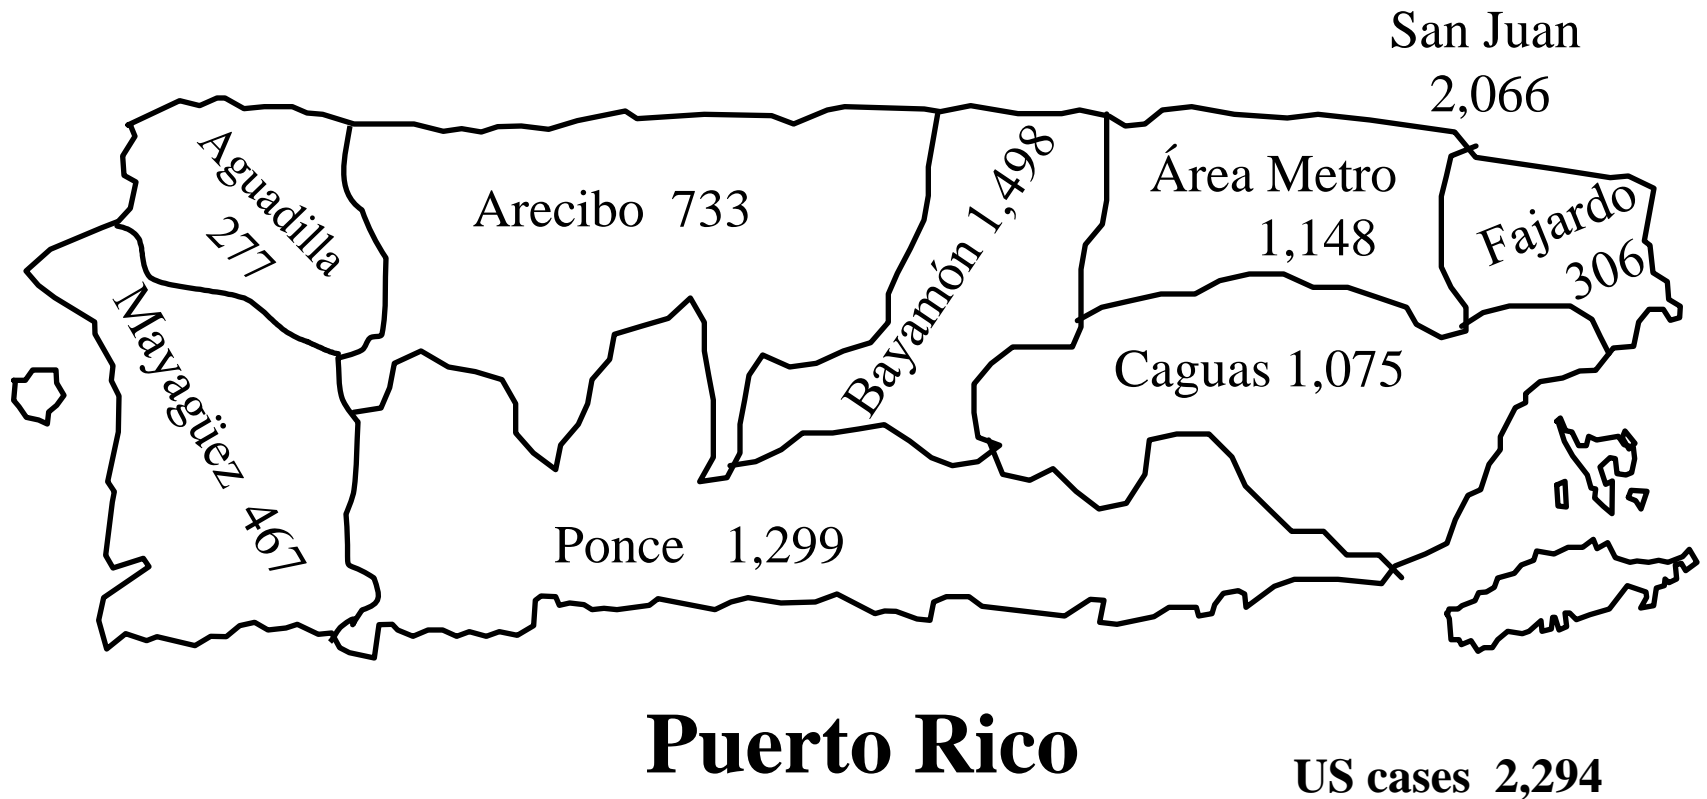 San Juan
2,066
Aguadilla
277
Arecibo 733
Bayamón 1,498
Área Metro
1,148
Fajardo
306
Mayagüez 467
Caguas 1,075
Ponce 1,299
Puerto Rico
US cases 2,294